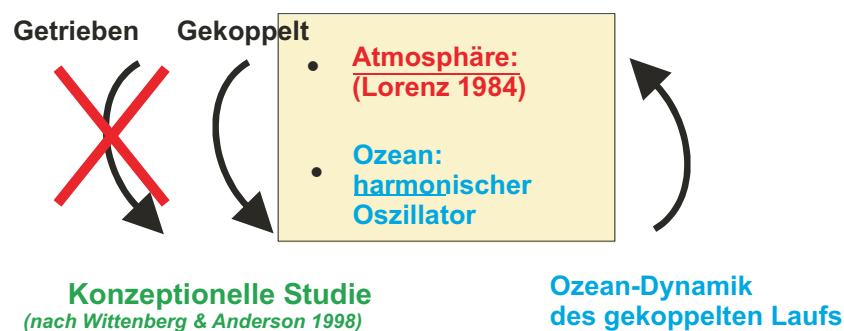 Getrieben Gekoppelt
• Atmosphäre:
(Lorenz 1984)
• Ozean:
harmonischer
Oszillator
Konzeptionelle Studie
(nach Wittenberg & Anderson 1998)
Ozean-Dynamik
des gekoppelten Laufs